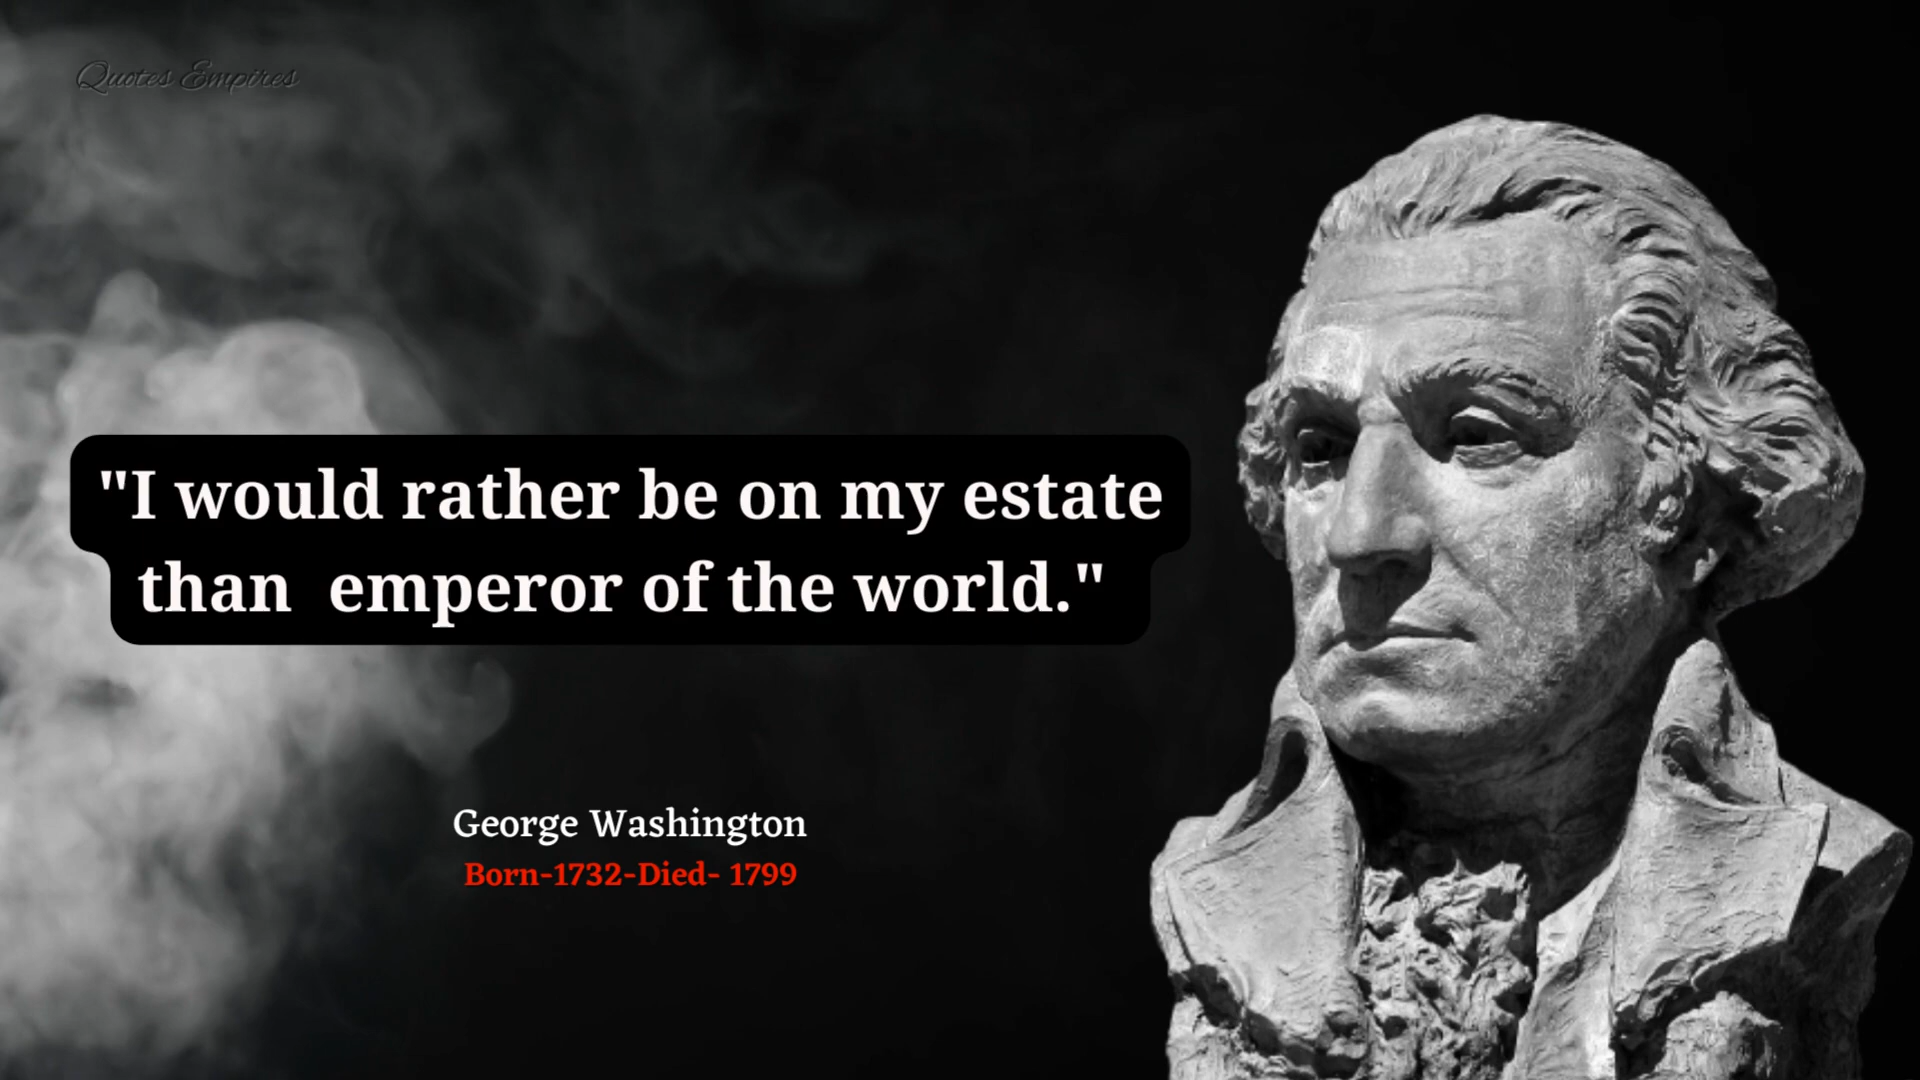 Quotes Empires
"I would rather be on my estate
than  emperor of the world."
George Washington
Born-1732-Died- 1799